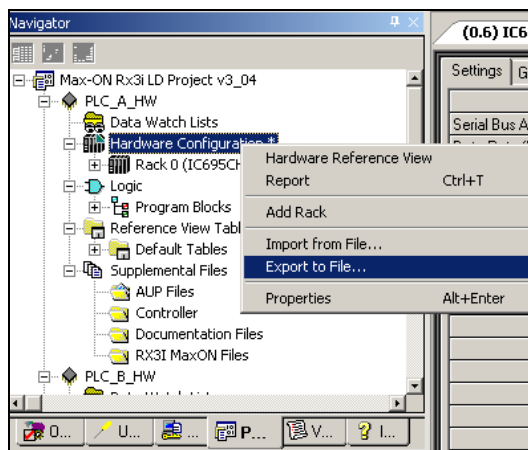 Navigator
(0.6) IC6
Settings G
Max-ON Rx3i LD Project v3_04
PLC_A_HW
Data Watch Lists
Serial Bus A
Hardware Configuration *
Rack 0 (IC695CH
Hardware Reference View
Report Ctrl+T
Add Rack
Import from File...
Export to File...
Properties Alt+Enter
Logic
Program Blocks
Reference View Tabl
Default Tables
Supplemental Files
AUP Files
Controller
Documentation Files
RX3I MaxON Files
PLC_B_HW
O... U... ... P... V... I...